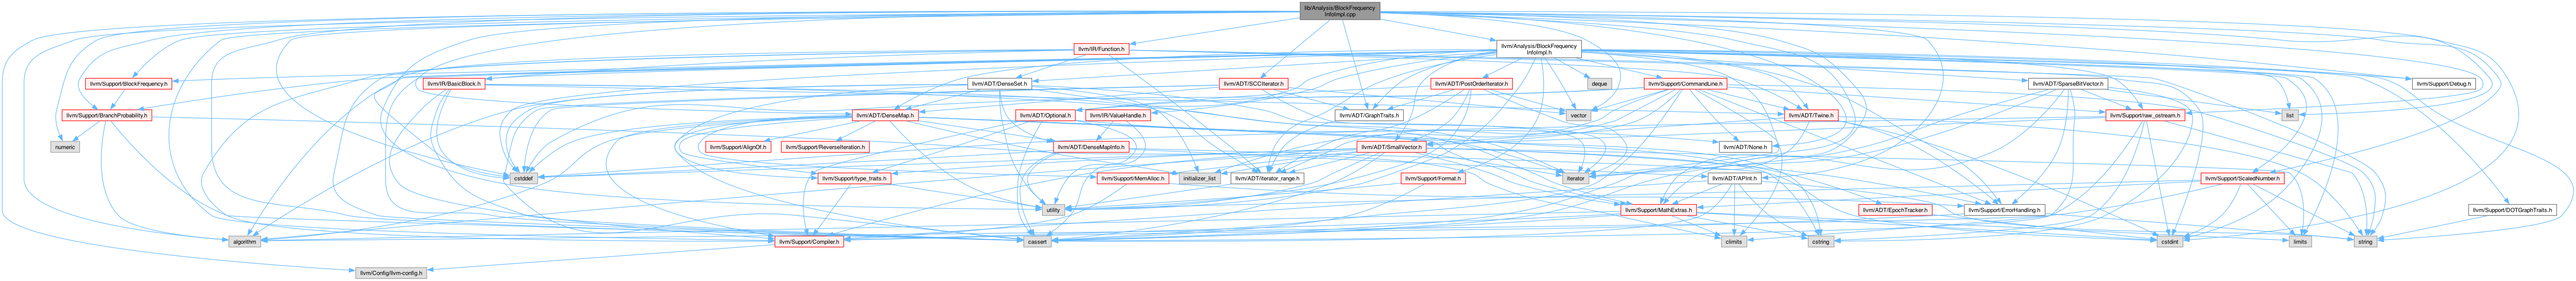 lib/Analysis/BlockFrequency
InfoImpl.cpp
llvm/IR/Function.h
llvm/Analysis/BlockFrequency
InfoImpl.h
llvm/Support/BlockFrequency.h
llvm/IR/BasicBlock.h
llvm/ADT/DenseSet.h
llvm/ADT/SCCIterator.h
llvm/ADT/PostOrderIterator.h
deque
llvm/Support/CommandLine.h
llvm/ADT/SparseBitVector.h
llvm/Support/Debug.h
llvm/Support/BranchProbability.h
llvm/ADT/DenseMap.h
llvm/ADT/Optional.h
llvm/IR/ValueHandle.h
llvm/ADT/GraphTraits.h
vector
llvm/ADT/Twine.h
llvm/Support/raw_ostream.h
list
numeric
llvm/Support/AlignOf.h
llvm/Support/ReverseIteration.h
llvm/ADT/DenseMapInfo.h
llvm/ADT/SmallVector.h
llvm/ADT/None.h
cstddef
llvm/Support/type_traits.h
llvm/Support/MemAlloc.h
initializer_list
llvm/ADT/iterator_range.h
llvm/Support/Format.h
iterator
llvm/ADT/APInt.h
llvm/Support/ScaledNumber.h
utility
llvm/Support/MathExtras.h
llvm/ADT/EpochTracker.h
llvm/Support/ErrorHandling.h
llvm/Support/DOTGraphTraits.h
algorithm
llvm/Support/Compiler.h
cassert
climits
cstring
cstdint
limits
string
llvm/Config/llvm-config.h